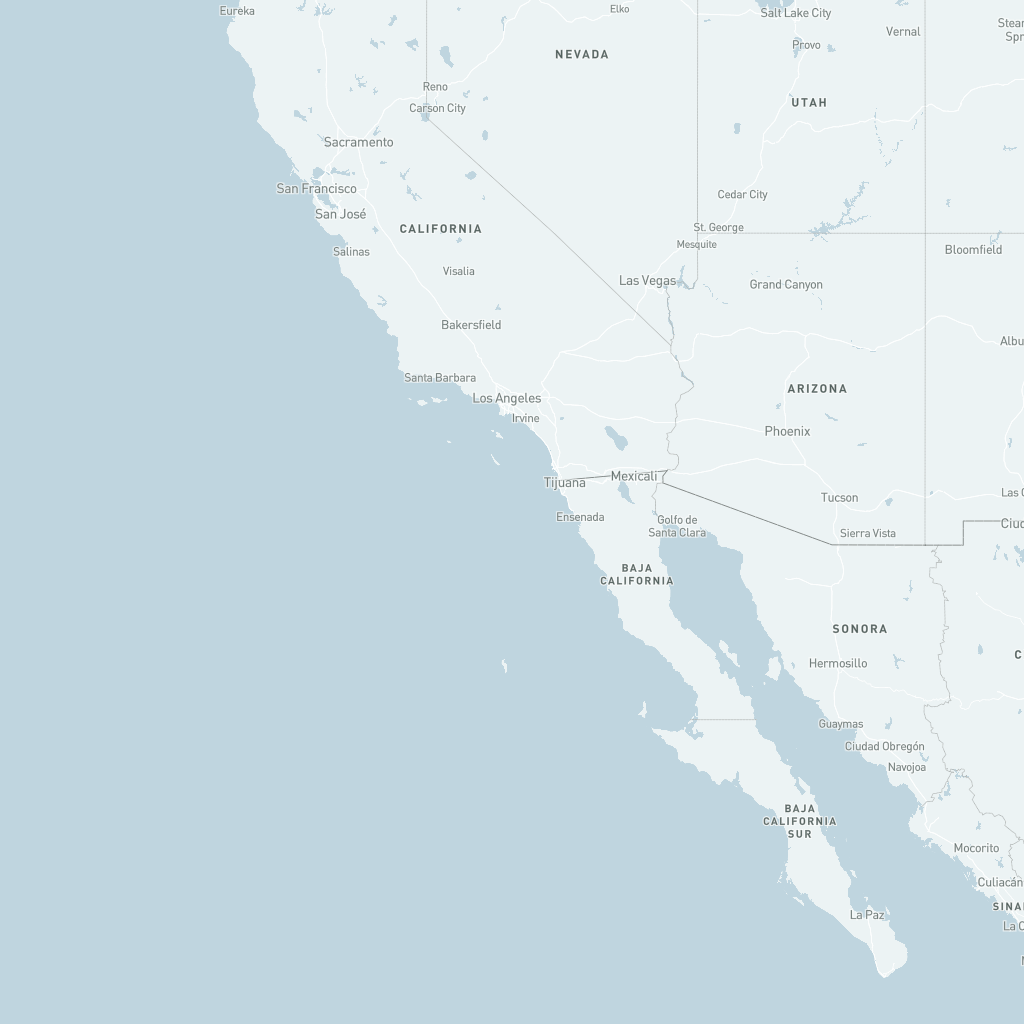 Eureka
Elko
Salt Lake City
Steam
Spr
Vernal
Provo
NEVADA
Reno
UTAH
Carson City
Sacramento
San Francisco
Cedar City
San José
St. George
CALIFORNIA
Mesquite
Salinas
Bloomfield
Visalia
Las Vegas
Grand Canyon
Bakersfield
Albu
Santa Barbara
ARIZONA
Los Angeles
Irvine
Phoenix
Tijuana
Mexicali
Las C
Tucson
Ensenada
Golfo de
Santa Clara
Ciud
Sierra Vista
BAJA
CALIFORNIA
SONORA
C
Hermosillo
Guaymas
Ciudad Obregón
Navojoa
BAJA
CALIFORNIA
SUR
Mocorito
Culiacán
SINA
La Paz
La C